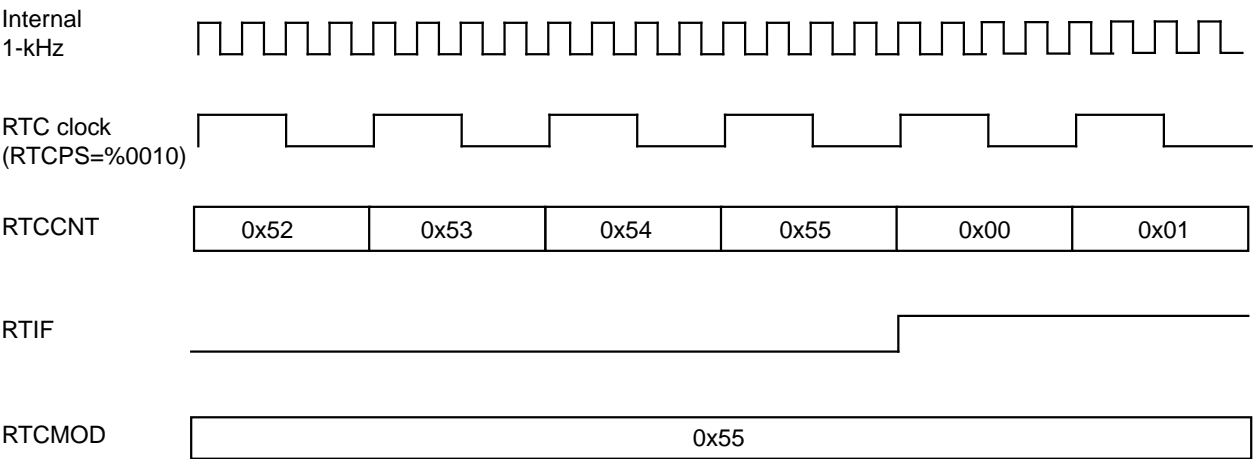 Internal
1-kHz
RTC clock
(RTCPS=%0010)
RTCCNT
0x52 0x53 0x54 0x55 0x00 0x01
RTIF
RTCMOD
0x55